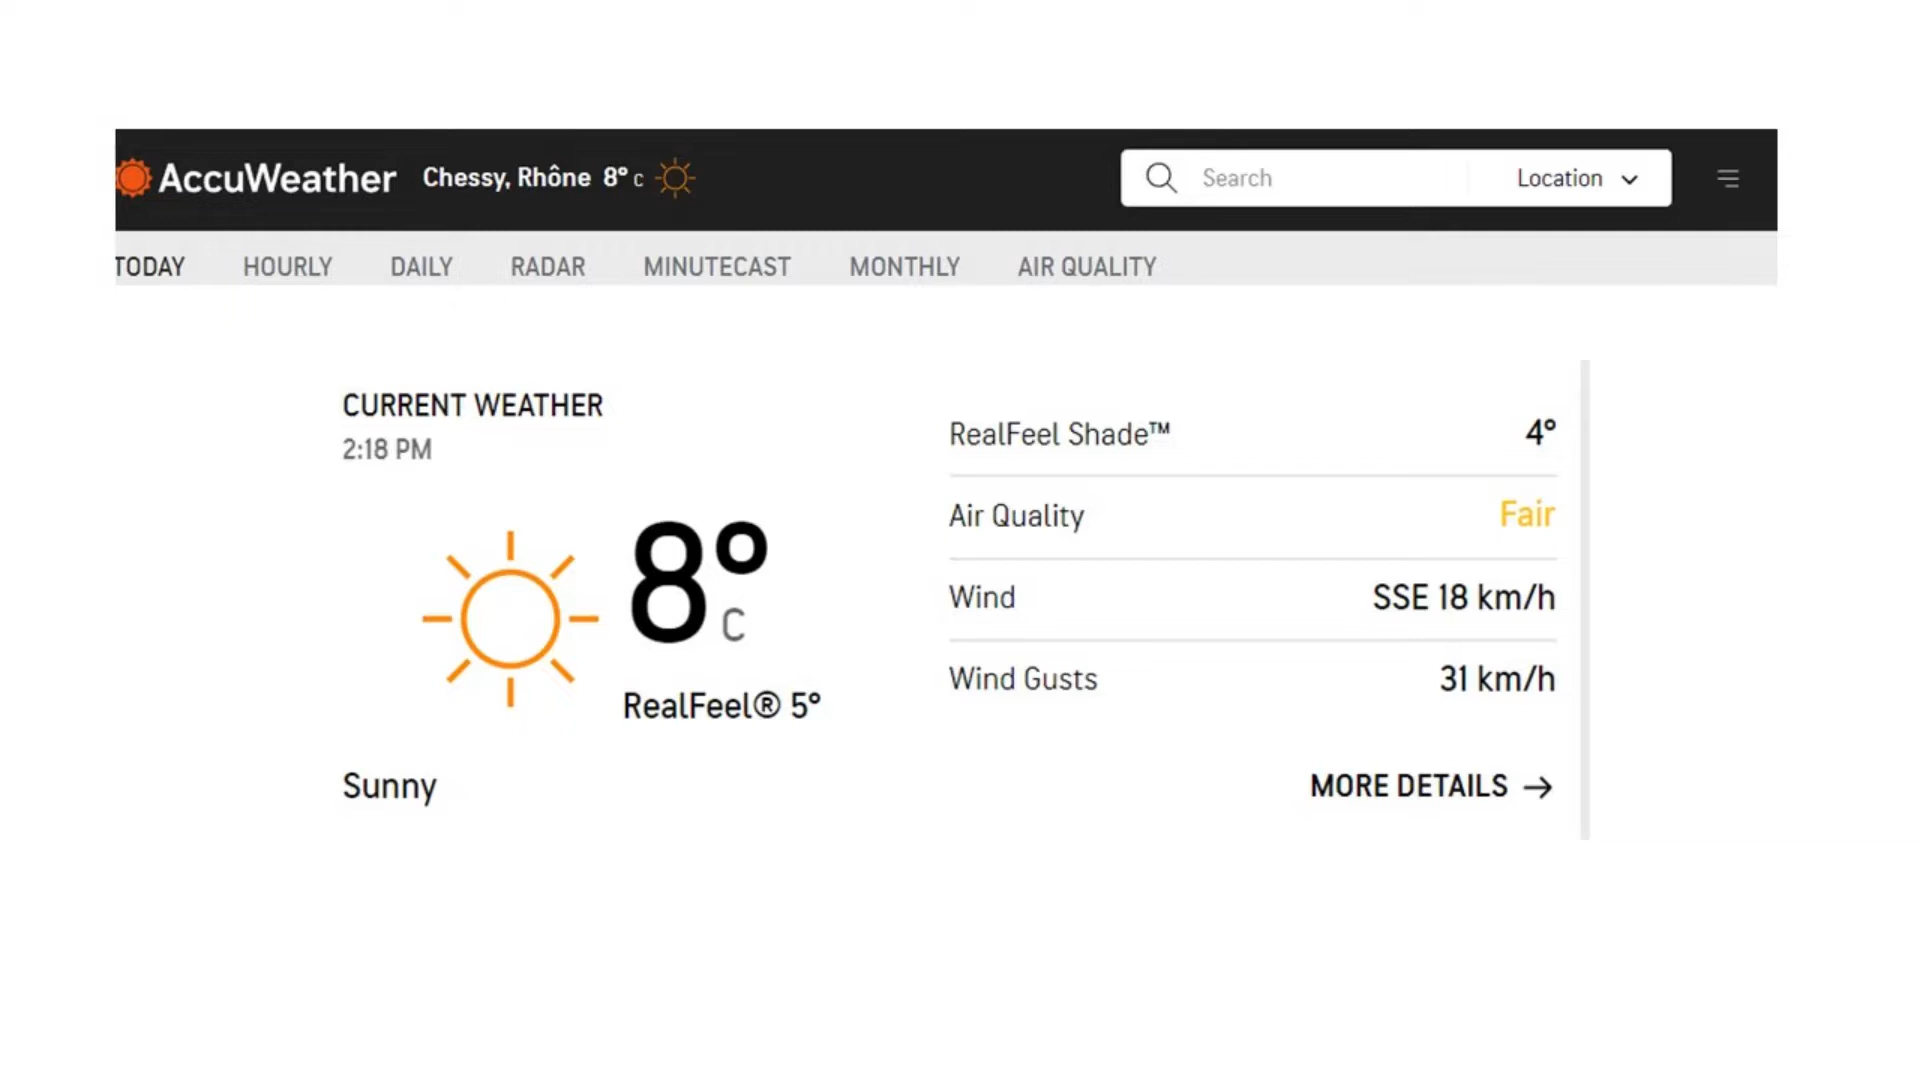 AccuWeather Chessy, Rhône 8° C Search Location
TODAY HOURLY DAILY RADAR MINUTECAST MONTHLY AIR QUALITY
CURRENT WEATHER
2:18 PM
8°
C
RealFeel® 5°
Sunny
RealFeel Shade™ 4°
Air Quality Fair
Wind SSE 18 km/h
Wind Gusts 31 km/h
MORE DETAILS →